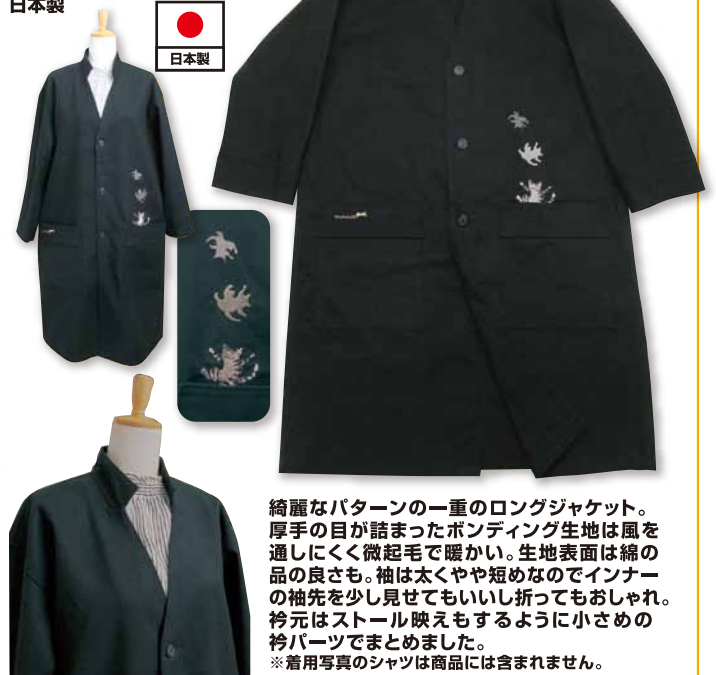 日本製
日本製
綺麗なパターンの一重のロングジャケット。
厚手の目が詰まったボンディング生地は風を
通しにくく微起毛で暖かい。生地表面は綿の
品の良さも。袖は太くやや短めなのでインナー
の袖先を少し見せてもいいし折ってもおしゃれ。
衿元はストール映えもするように小さめの
衿パーツでまとめました。
※着用写真のシャツは商品には含まれません。